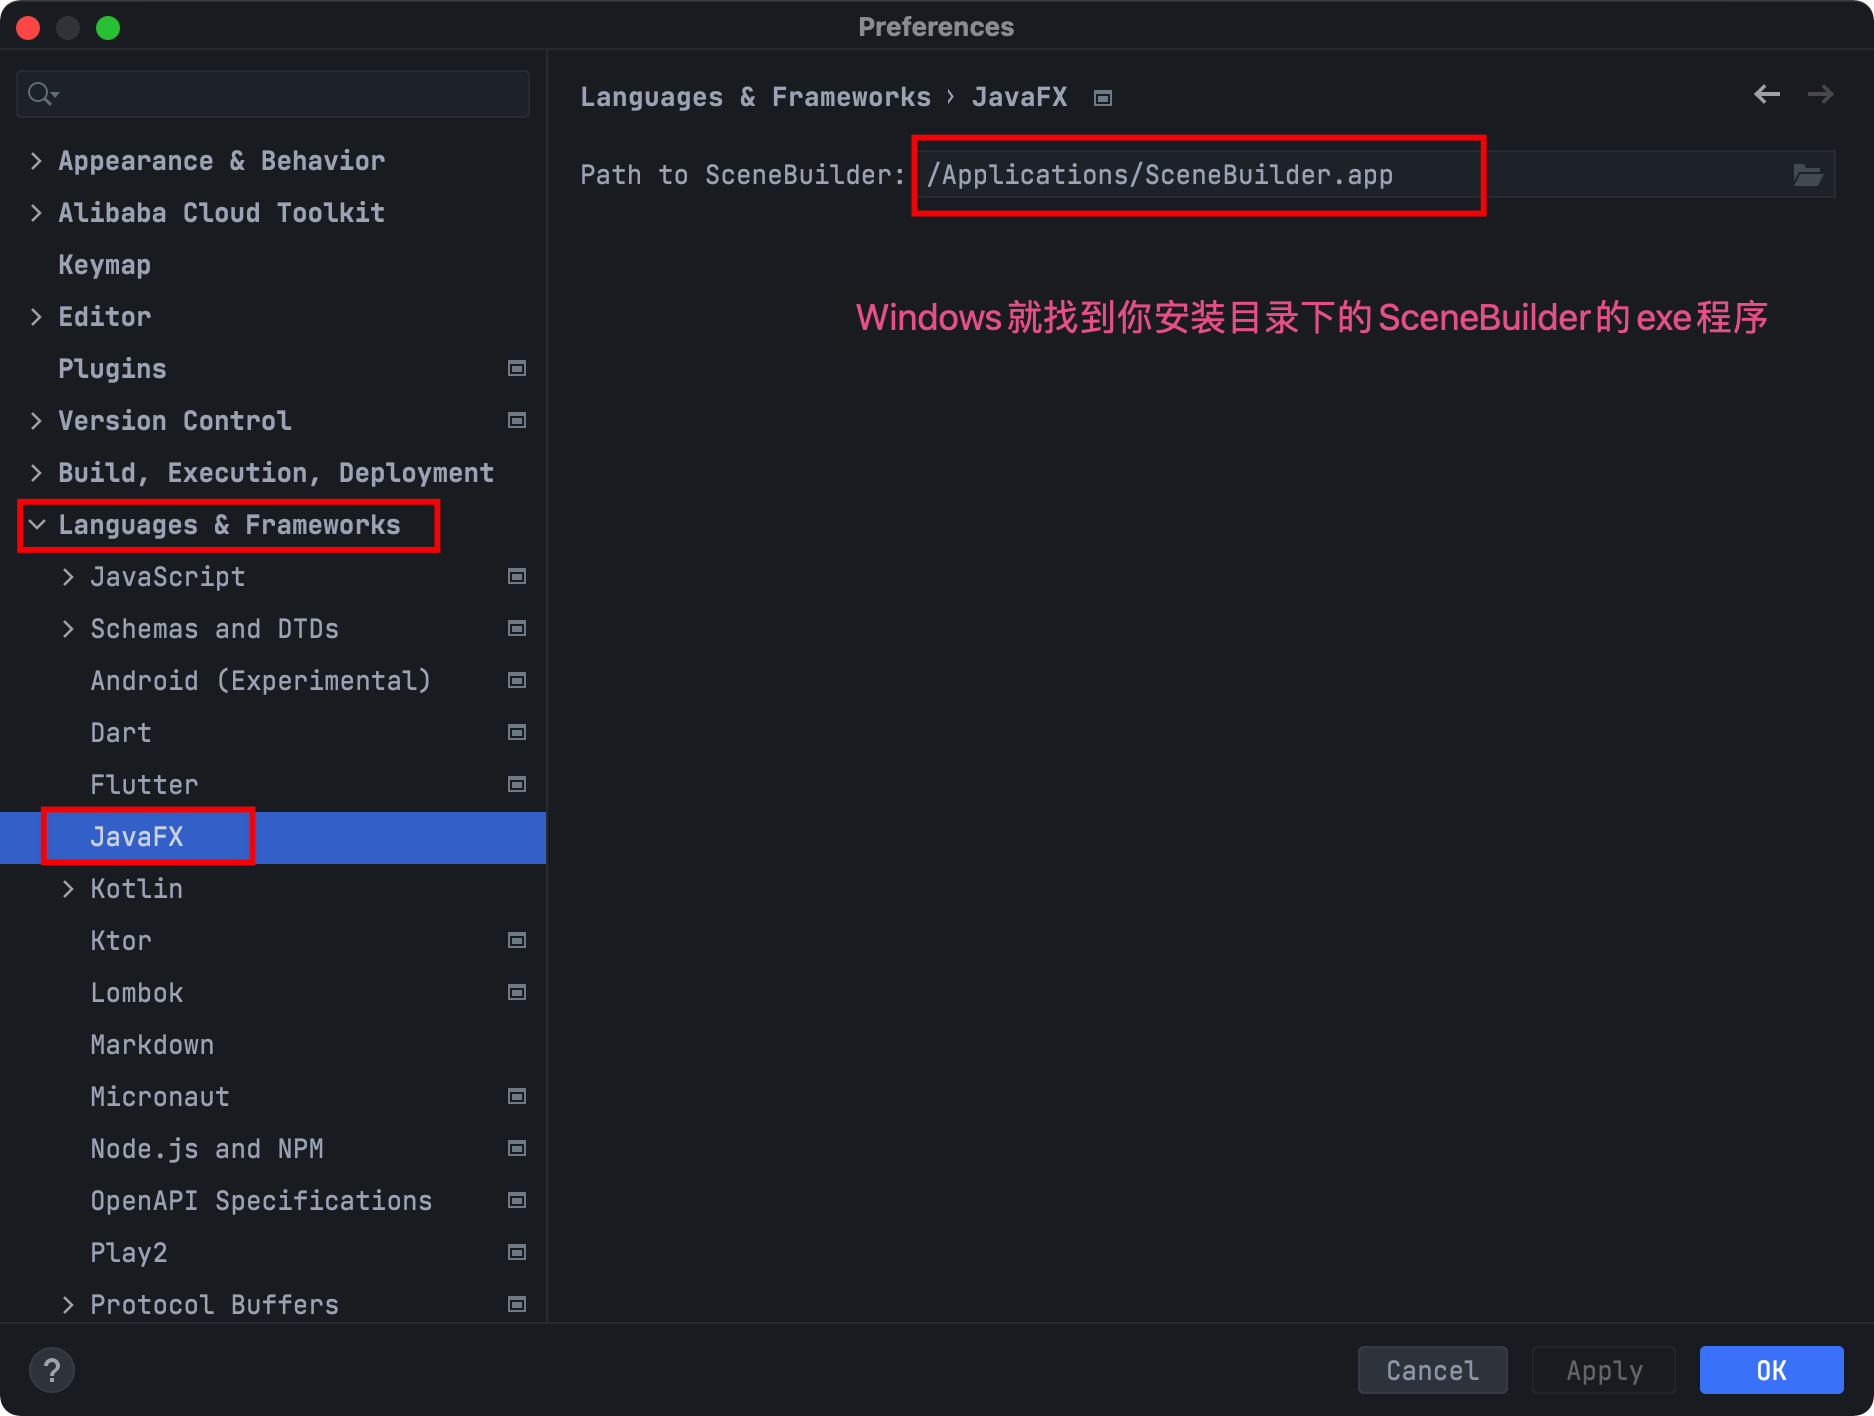 Preferences
Appearance & Behavior
Alibaba Cloud Toolkit
Keymap
Editor
Plugins
Version Control
Build, Execution, Deployment
Languages & Frameworks
JavaScript
Schemas and DTDs
Android (Experimental)
Dart
Flutter
JavaFX
Kotlin
Ktor
Lombok
Markdown
Micronaut
Node.js and NPM
OpenAPI Specifications
Play2
Protocol Buffers
Languages & Frameworks › JavaFX
Path to SceneBuilder: /Applications/SceneBuilder.app
Windows就找到你安装目录下的SceneBuilder的exe程序
?
Cancel
Apply
OK